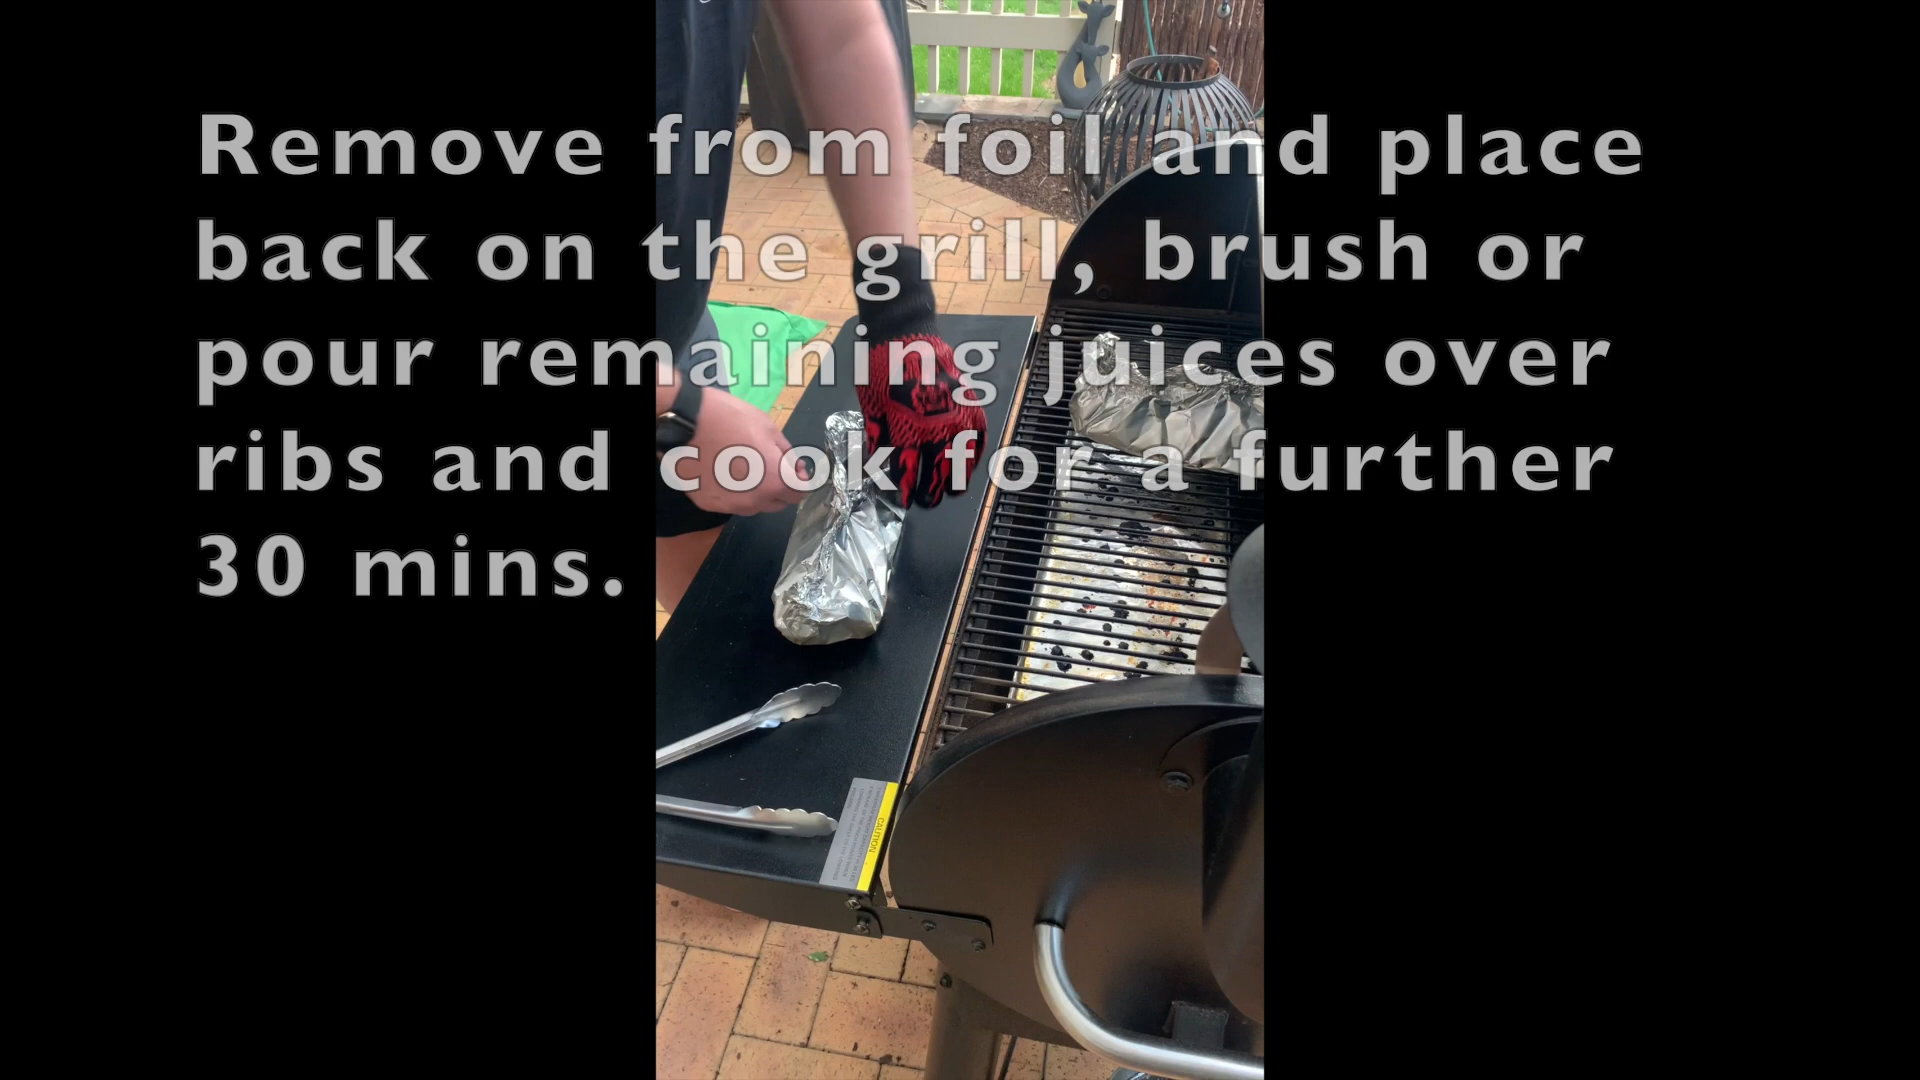 Remove from foil and place
back on the grill, brush or
pour remaining juices over
ribs and cook for a further
30 mins.
CAUTION